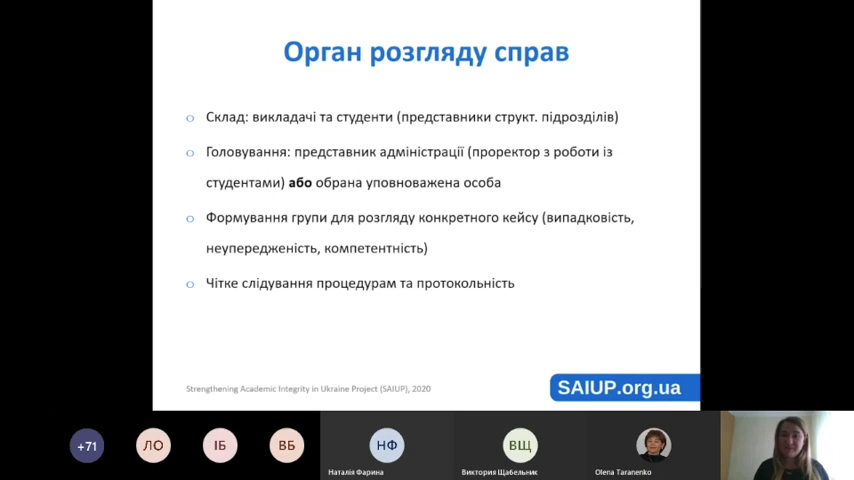 Орган розгляду справ
Склад: викладачі та студенти (представники структ. підрозділів)
Головування: представник адміністрації (проректор з роботи із
студентами) або обрана уповноважена особа
Формування групи для розгляду конкретного кейсу (випадковість,
неупередженість, компетентність)
Чітке слідування процедурам та протокольність
Strengthening Academic Integrity in Ukraine Project (SAIUP), 2020
SAIUP.org.ua
+71
ЛО
ІБ
ВБ
НФ
ВЩ
Наталія Фарина
Виктория Щабельник
Olena Taranenko